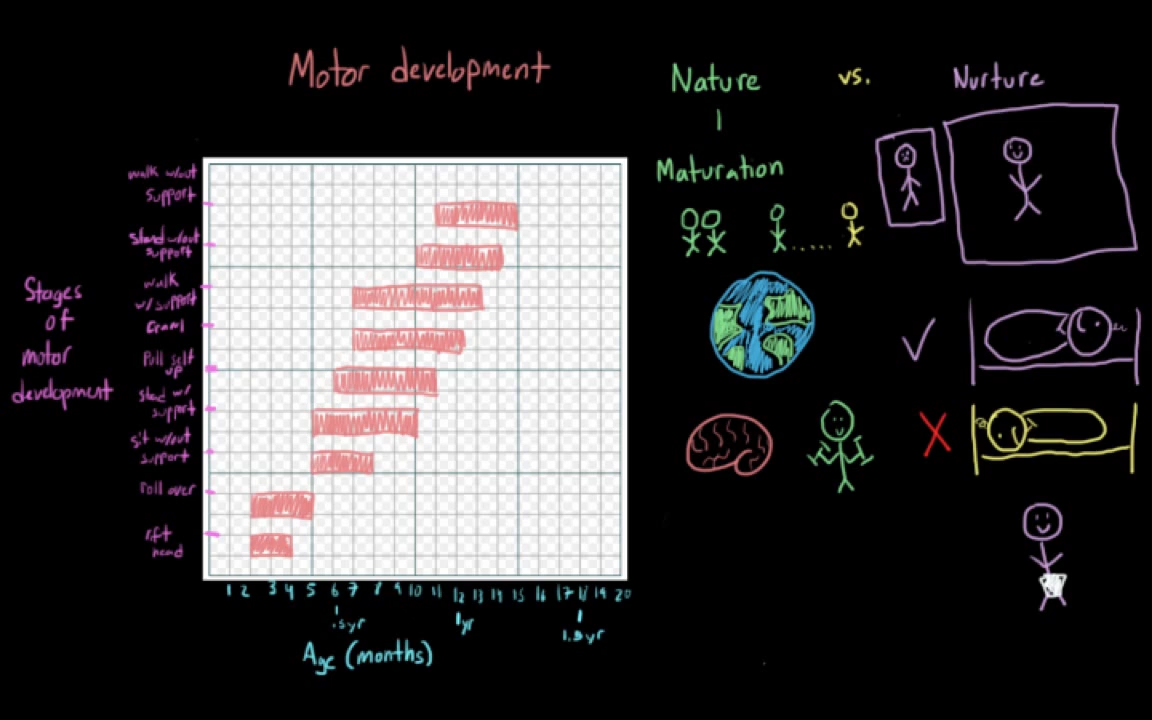 Motor development
Nature vs. Nurture
Maturation
walk w/out
support
stand w/out
support
walk
w/ support
Crawl
Pull self
up
stand w/
support
sit w/out
support
roll over
lift
head
Stages
of
motor
development
1 2 3 4 5 6 7 8 9 10 11 12 13 14 15 16 17 18 19 20
.5yr 1yr 1.5yr
Age (months)